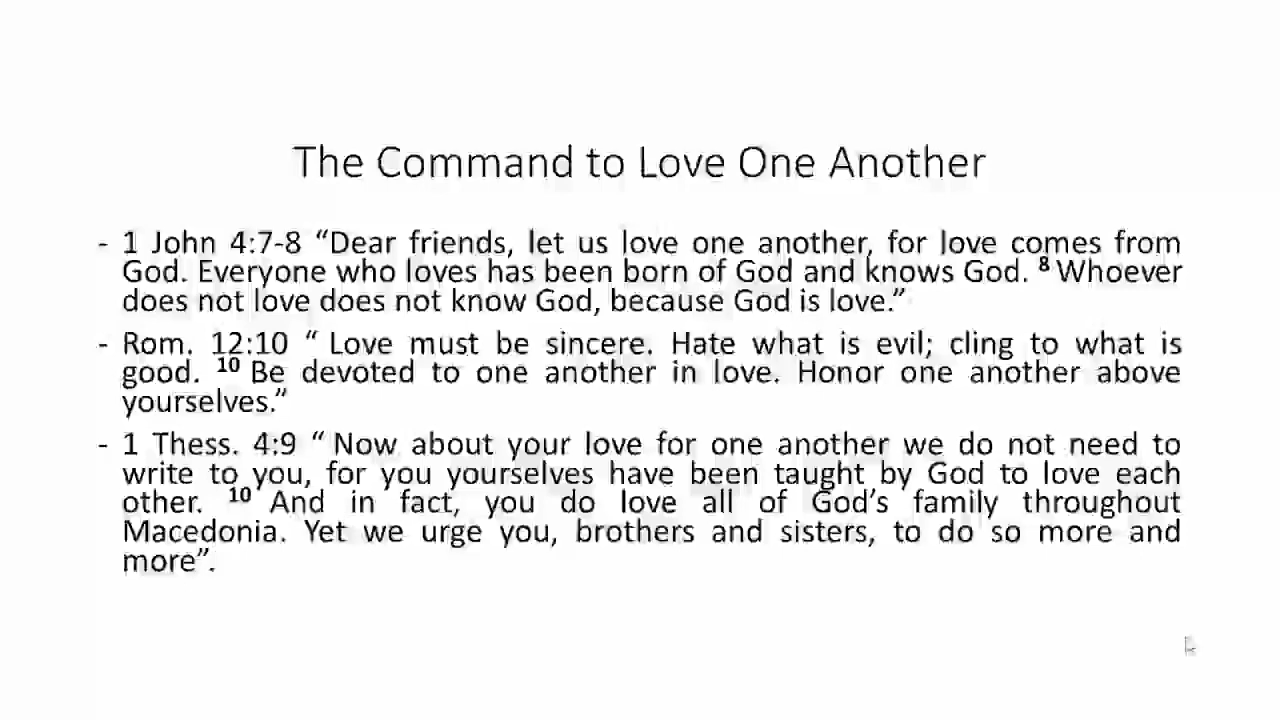 The Command to Love One Another
- 1 John 4:7-8 “Dear friends, let us love one another, for love comes from
God. Everyone who loves has been born of God and knows God. ⁸ Whoever
does not love does not know God, because God is love.”
- Rom. 12:10 “ Love must be sincere. Hate what is evil; cling to what is
good. ¹⁰ Be devoted to one another in love. Honor one another above
yourselves.”
- 1 Thess. 4:9 “ Now about your love for one another we do not need to
write to you, for you yourselves have been taught by God to love each
other. ¹⁰ And in fact, you do love all of God’s family throughout
Macedonia. Yet we urge you, brothers and sisters, to do so more and
more”.